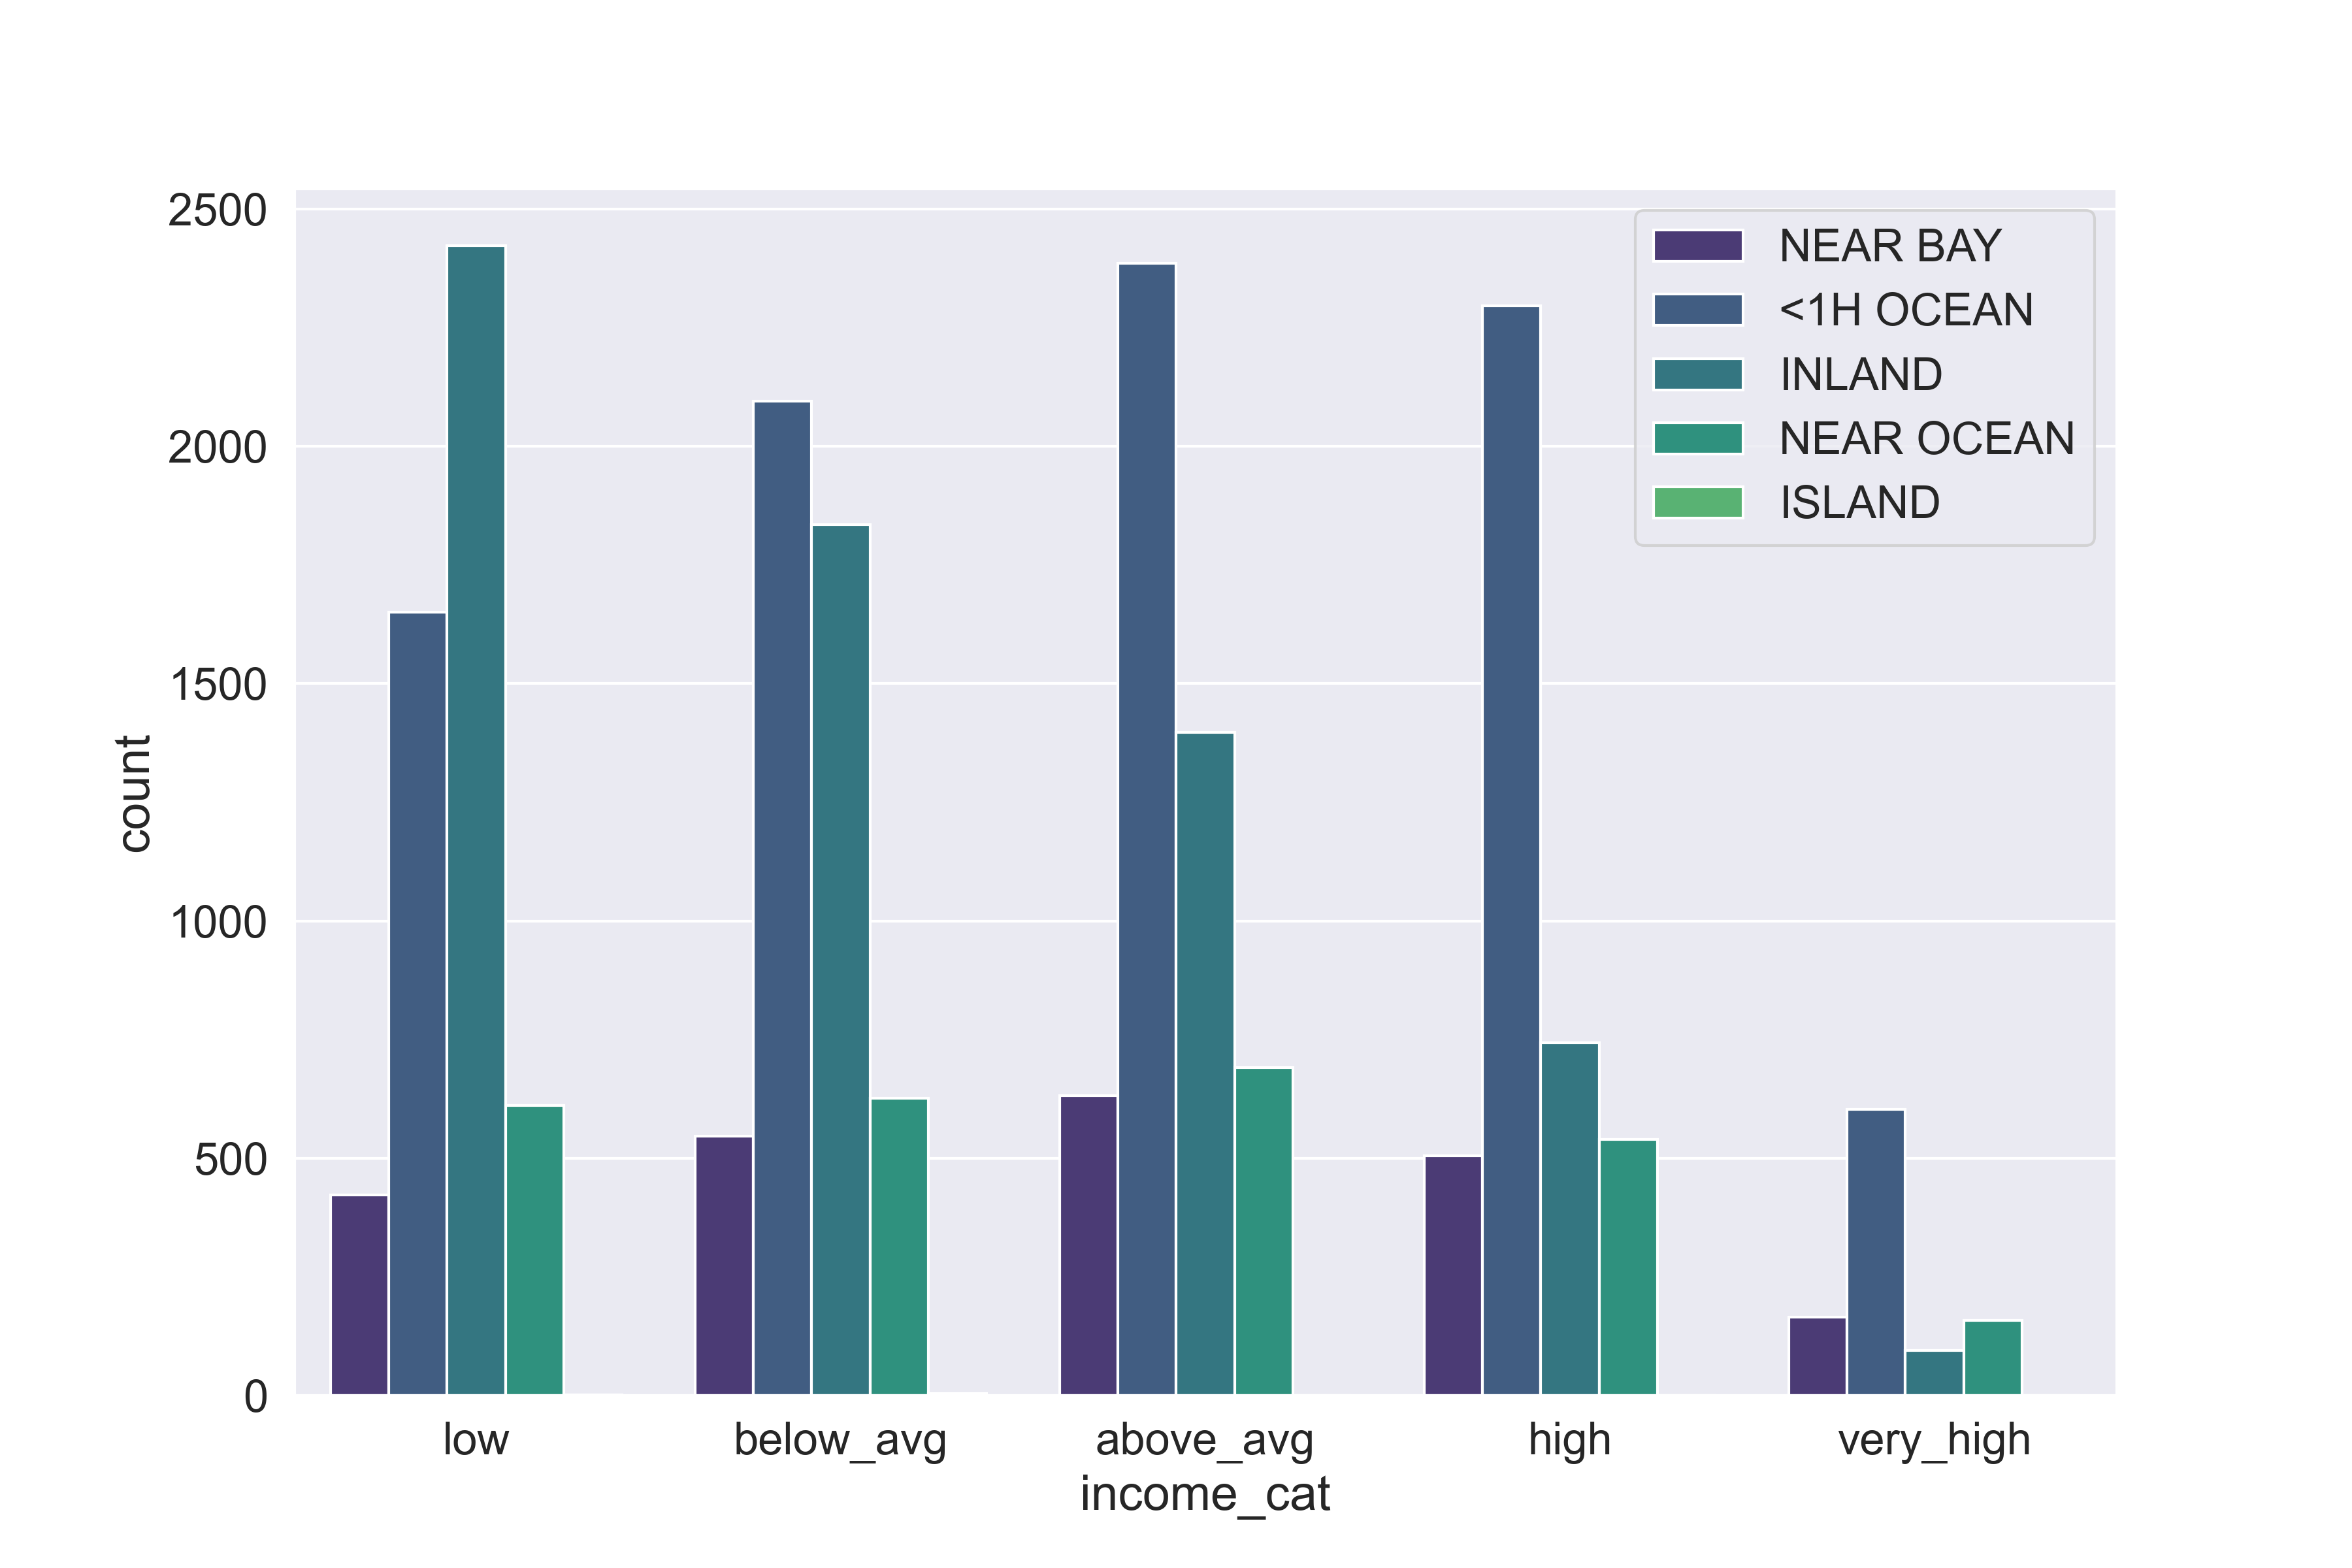 2500
2000
1500
1000
500
0
count
NEAR BAY
<1H OCEAN
INLAND
NEAR OCEAN
ISLAND
low below_avg above_avg high very_high
income_cat